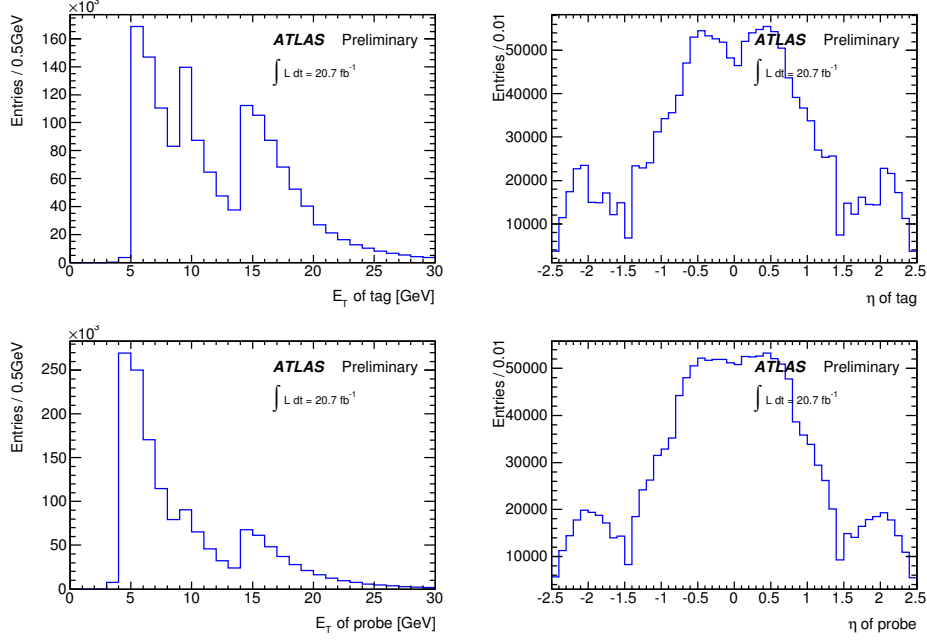 ×10³
Entries / 0.5GeV
160
140
120
100
80
60
40
20
0
0 5 10 15 20 25 30
E_T of tag [GeV]
ATLAS Preliminary
∫ L dt = 20.7 fb⁻¹
Entries / 0.01
50000
40000
30000
20000
10000
-2.5 -2 -1.5 -1 -0.5 0 0.5 1 1.5 2 2.5
η of tag
ATLAS Preliminary
∫ L dt = 20.7 fb⁻¹
×10³
Entries / 0.5GeV
250
200
150
100
50
0
0 5 10 15 20 25 30
E_T of probe [GeV]
ATLAS Preliminary
∫ L dt = 20.7 fb⁻¹
Entries / 0.01
50000
40000
30000
20000
10000
-2.5 -2 -1.5 -1 -0.5 0 0.5 1 1.5 2 2.5
η of probe
ATLAS Preliminary
∫ L dt = 20.7 fb⁻¹